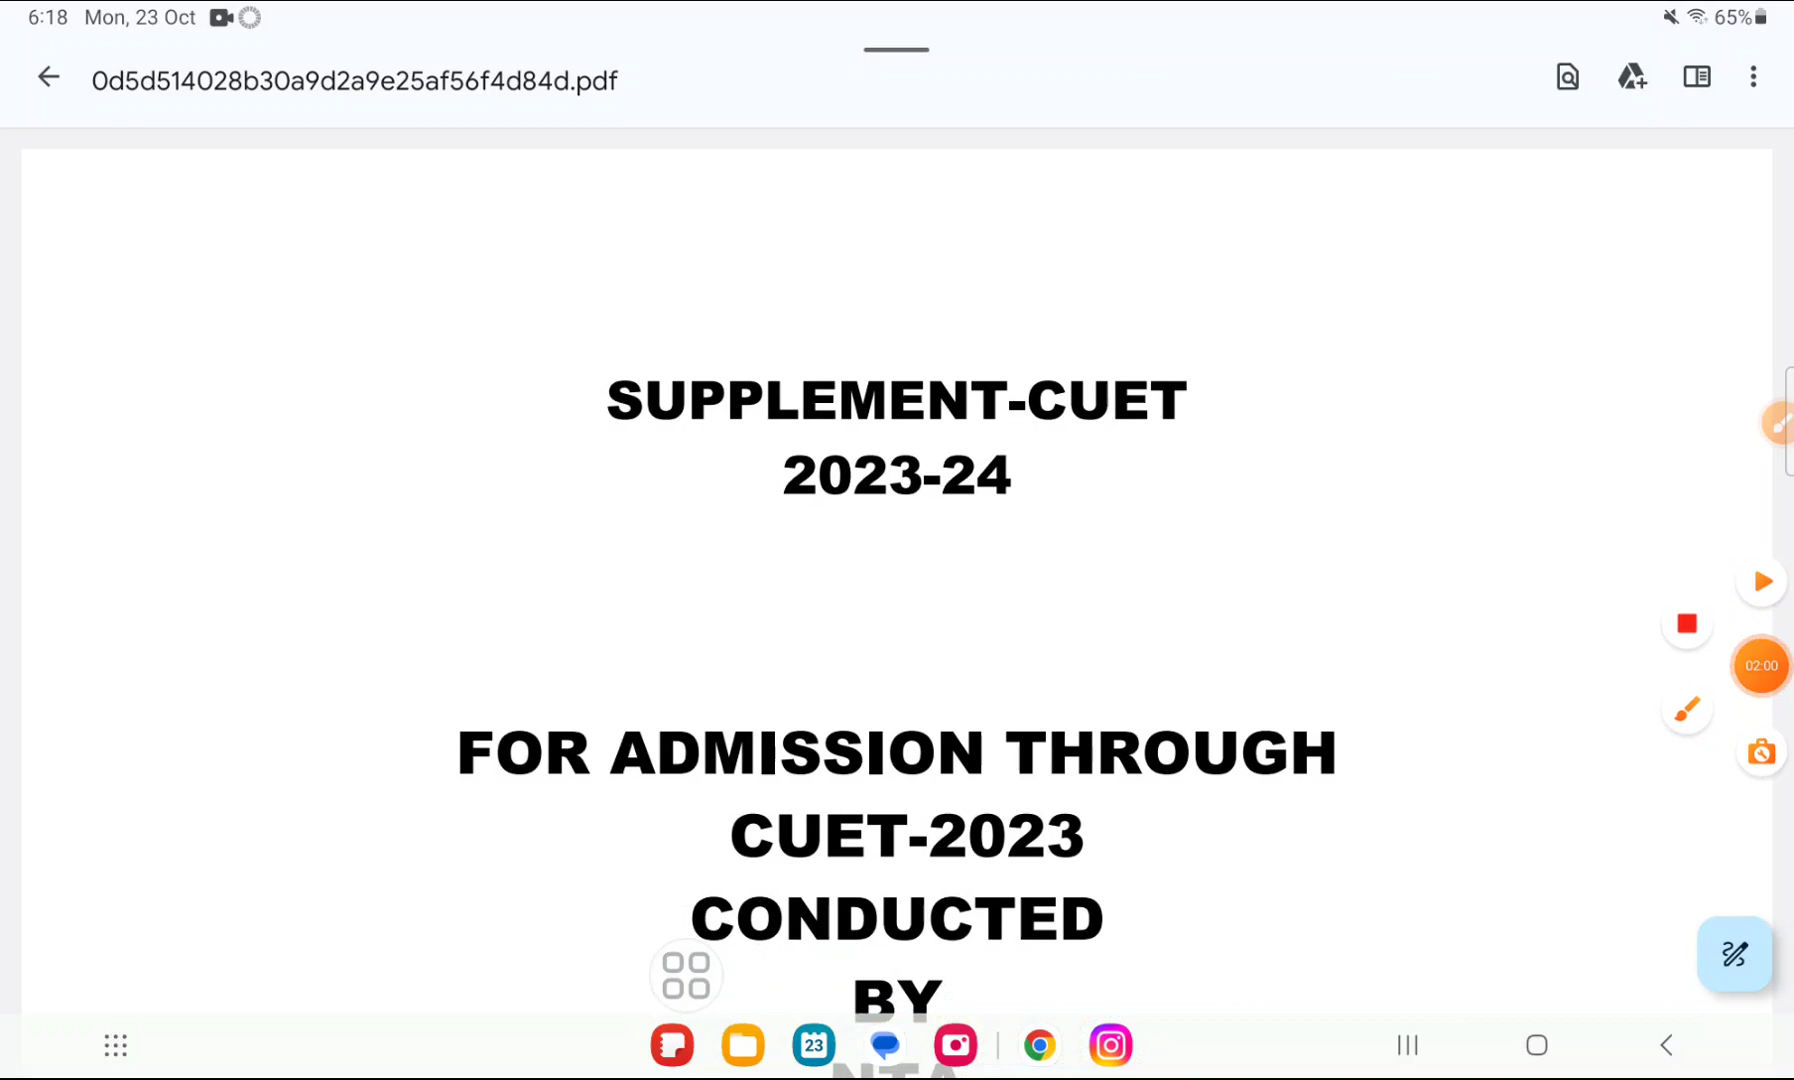 6:18 Mon, 23 Oct 65%
0d5d514028b30a9d2a9e25af56f4d84d.pdf
SUPPLEMENT-CUET
2023-24
FOR ADMISSION THROUGH
CUET-2023
CONDUCTED
BY
NTA
02:00
23